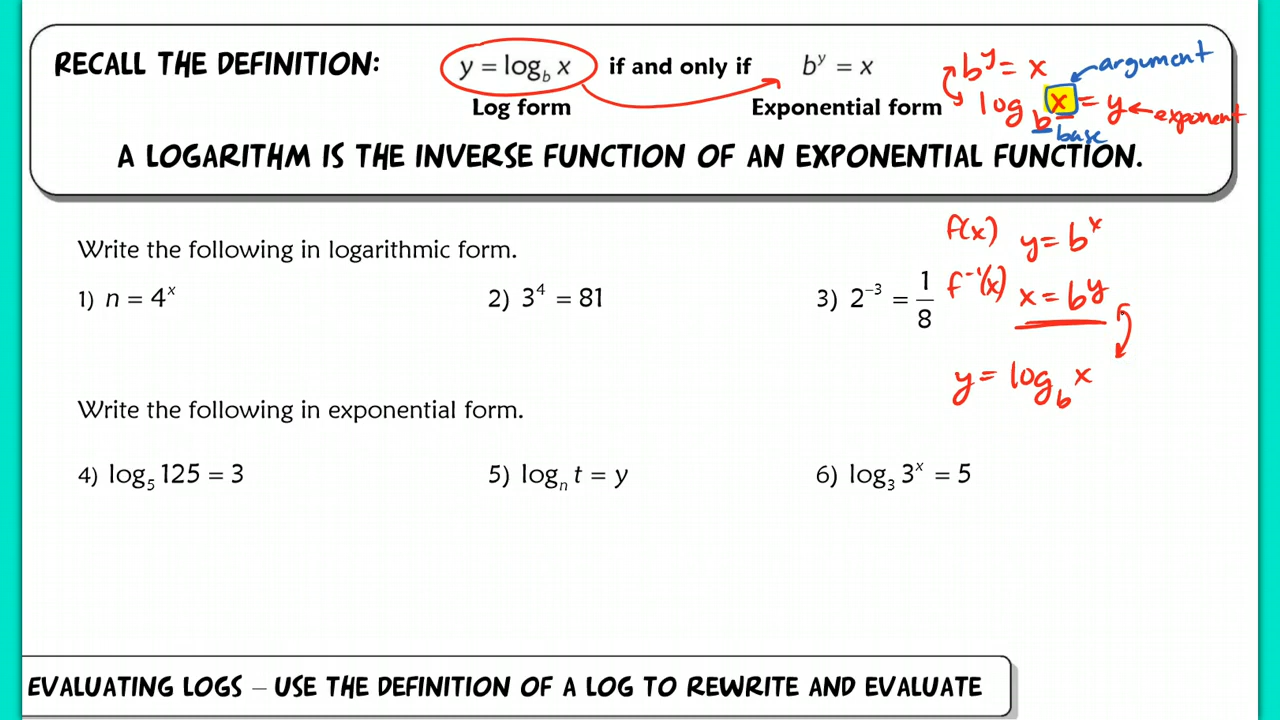 RECALL THE DEFINITION: y = log_b x if and only if b^y = x
Log form Exponential form
b^y = x
argument
log_b x = y ← exponent
base
A LOGARITHM IS THE INVERSE FUNCTION OF AN EXPONENTIAL FUNCTION.
Write the following in logarithmic form.
1) n = 4^x 2) 3^4 = 81 3) 2^-3 = 1/8
f(x) y = b^x
f^-1(x) x = b^y
y = log_b x
Write the following in exponential form.
4) log_5 125 = 3 5) log_n t = y 6) log_3 3^x = 5
EVALUATING LOGS – USE THE DEFINITION OF A LOG TO REWRITE AND EVALUATE